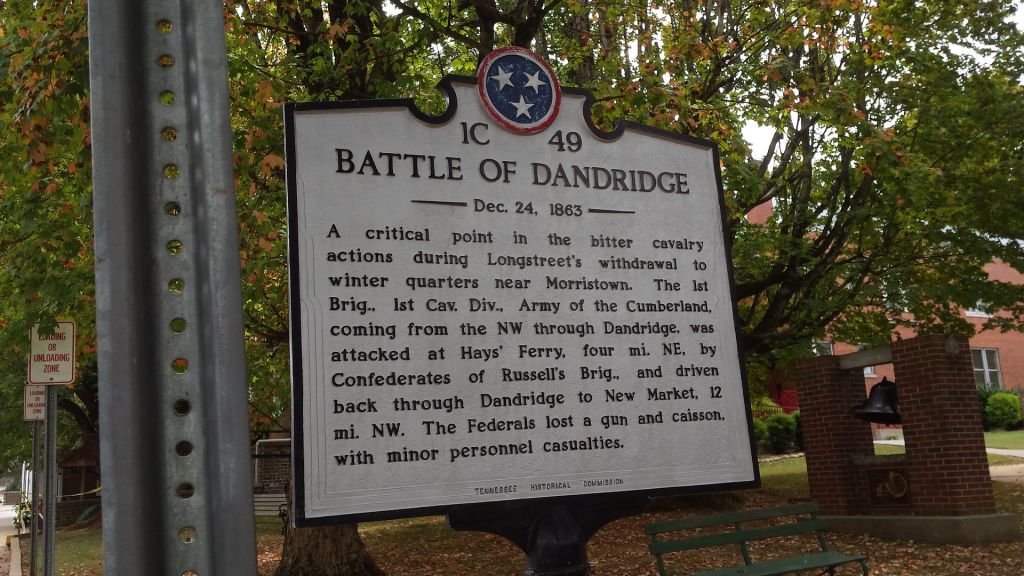 1C 49
BATTLE OF DANDRIDGE
Dec. 24, 1863
A critical point in the bitter cavalry
actions during Longstreet's withdrawal to
winter quarters near Morristown. The 1st
Brig., 1st Cav. Div., Army of the Cumberland,
coming from the NW through Dandridge, was
attacked at Hays' Ferry, four mi. NE, by
Confederates of Russell's Brig., and driven
back through Dandridge to New Market, 12
mi. NW. The Federals lost a gun and caisson,
with minor personnel casualties.
TENNESSEE HISTORICAL COMMISSION
LOADING
OR
UNLOADING
ZONE
LOADING
OR
UNLOADING
ZONE